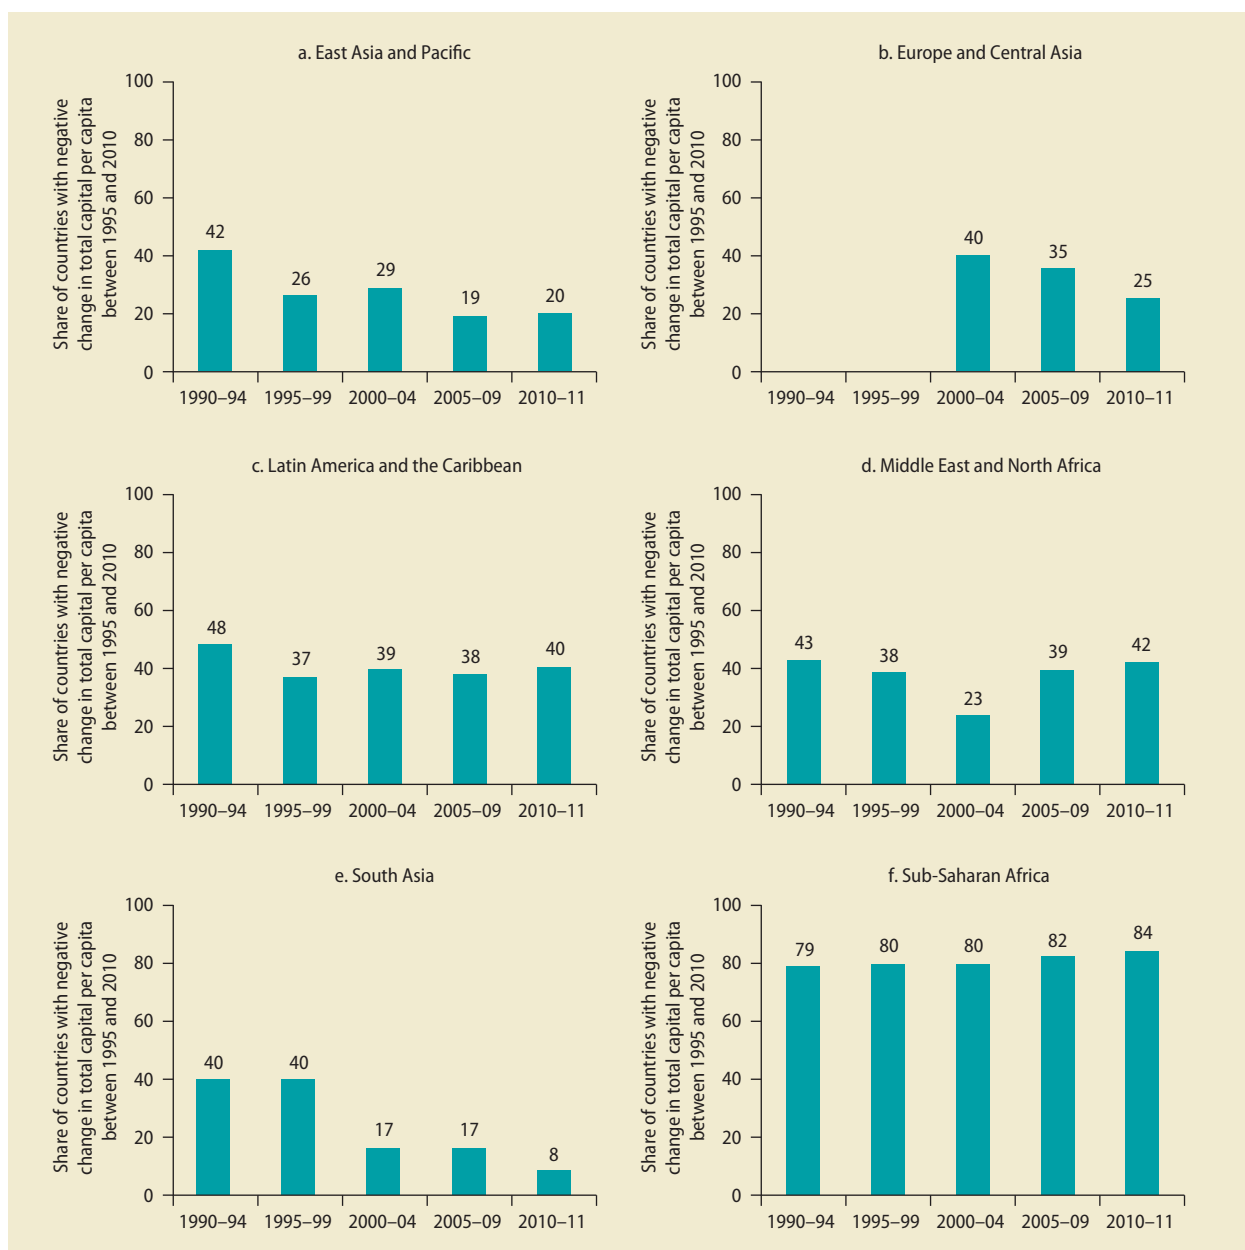 a. East Asia and Pacific
Share of countries with negative
change in total capital per capita
between 1995 and 2010
100
80
60
40
20
0
42
26
29
19
20
1990–94 1995–99 2000–04 2005–09 2010–11
b. Europe and Central Asia
Share of countries with negative
change in total capital per capita
between 1995 and 2010
100
80
60
40
20
0
40
35
25
1990–94 1995–99 2000–04 2005–09 2010–11
c. Latin America and the Caribbean
Share of countries with negative
change in total capital per capita
between 1995 and 2010
100
80
60
40
20
0
48
37
39
38
40
1990–94 1995–99 2000–04 2005–09 2010–11
d. Middle East and North Africa
Share of countries with negative
change in total capital per capita
between 1995 and 2010
100
80
60
40
20
0
43
38
23
39
42
1990–94 1995–99 2000–04 2005–09 2010–11
e. South Asia
Share of countries with negative
change in total capital per capita
between 1995 and 2010
100
80
60
40
20
0
40
40
17
17
8
1990–94 1995–99 2000–04 2005–09 2010–11
f. Sub-Saharan Africa
Share of countries with negative
change in total capital per capita
between 1995 and 2010
100
80
60
40
20
0
79
80
80
82
84
1990–94 1995–99 2000–04 2005–09 2010–11